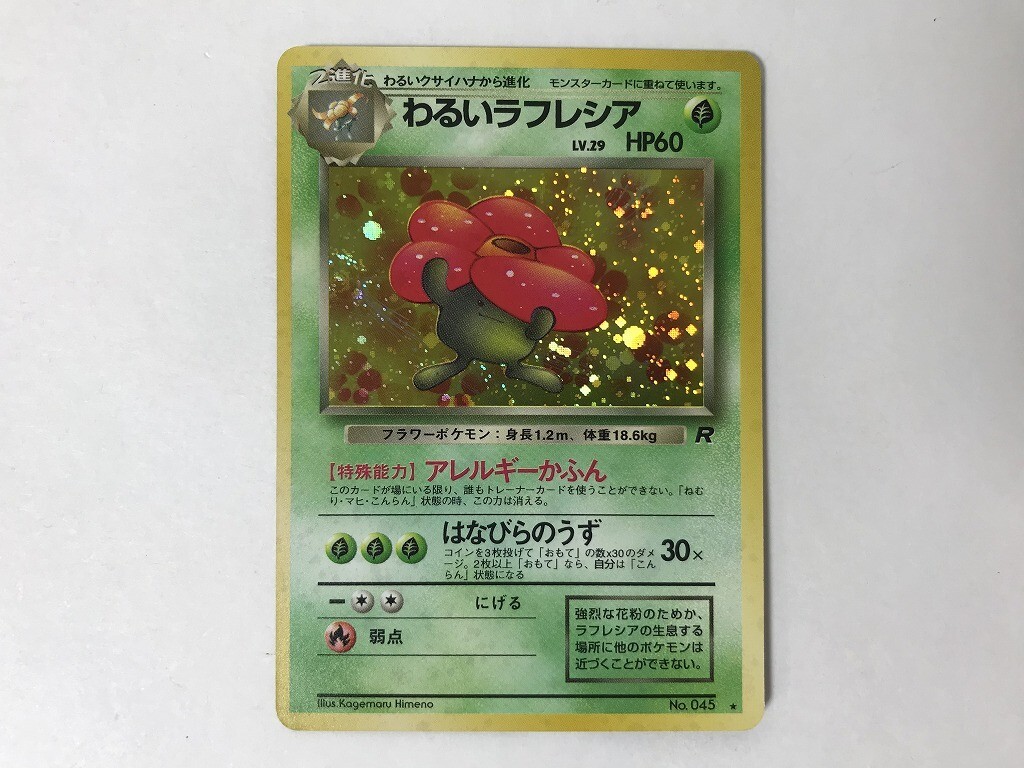 2進化 わるいクサイハナから進化 モンスターカードに重ねて使います。
わるいラフレシア
LV.29 HP60
フラワーポケモン：身長1.2m、体重18.6kg R
【特殊能力】アレルギーかふん
このカードが場にいる限り、誰もトレーナーカードを使うことができない。「ねむ
り・マヒ・こんらん」状態の時、この力は消える。
はなびらのうず
コインを3枚投げて「おもて」の数x30のダメ
ージ。2枚以上「おもて」なら、自分は「こん
らん」状態になる
30×
にげる
弱点
強烈な花粉のためか、
ラフレシアの生息する
場所に他のポケモンは
近づくことができない。
Illus.Kagemaru Himeno
No.045 ★